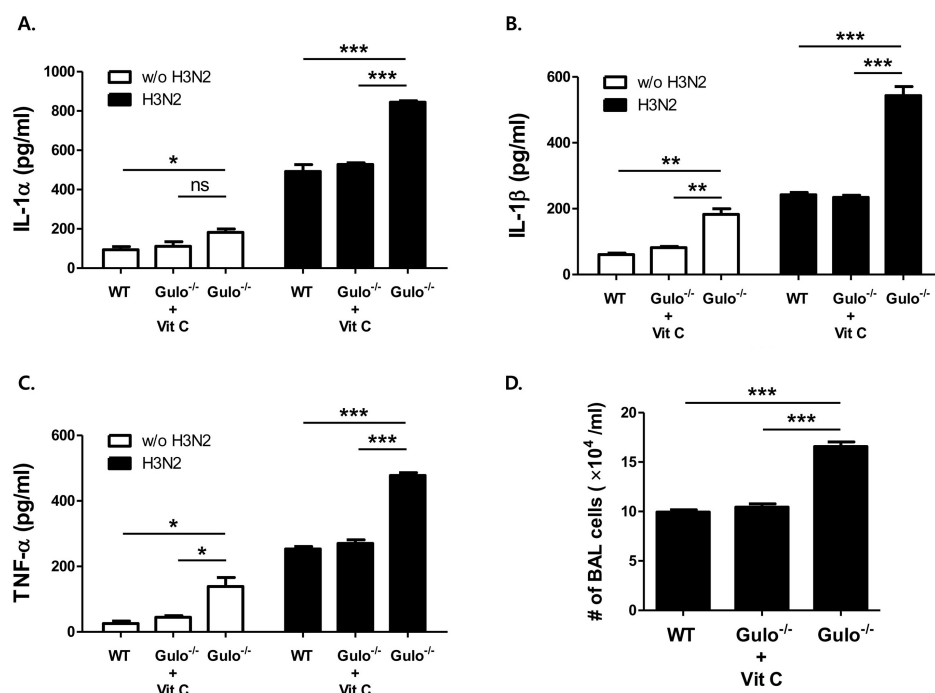 A.
***
***
1000
800
600
400
200
0
IL-1α (pg/ml)
w/o H3N2
H3N2
*
ns
WT Gulo-/- Gulo-/- WT Gulo-/- Gulo-/-
+ +
Vit C Vit C
B.
***
***
600
400
200
0
IL-1β (pg/ml)
w/o H3N2
H3N2
**
**
WT Gulo-/- Gulo-/- WT Gulo-/- Gulo-/-
+ +
Vit C Vit C
C.
***
***
600
400
200
0
TNF-α (pg/ml)
w/o H3N2
H3N2
*
*
WT Gulo-/- Gulo-/- WT Gulo-/- Gulo-/-
+ +
Vit C Vit C
D.
***
***
20
15
10
5
0
# of BAL cells ( ×10⁴ /ml)
WT Gulo-/- Gulo-/-
+
Vit C